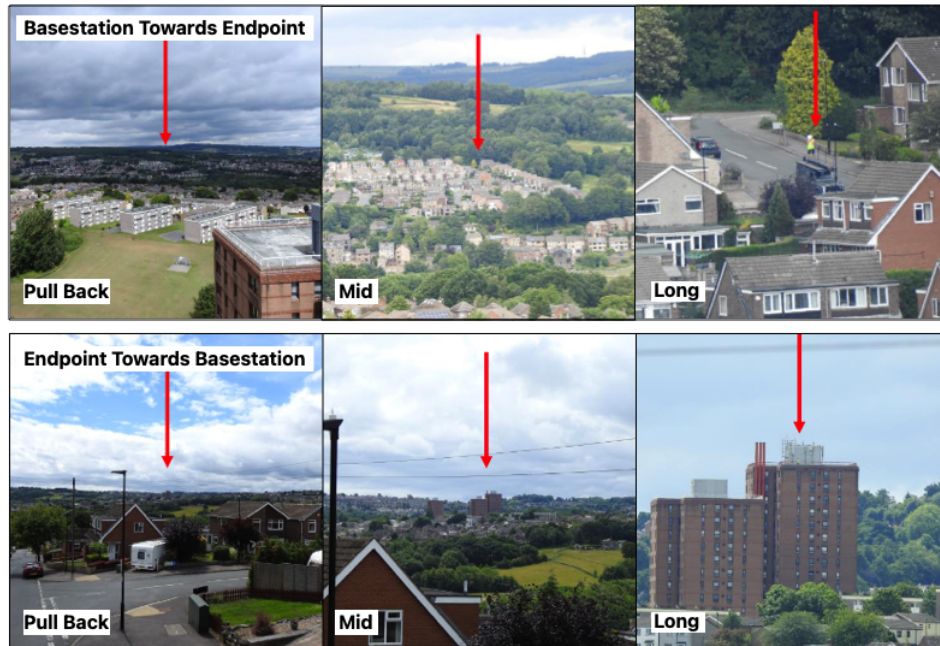 Basestation Towards Endpoint
Pull Back
Mid
Long
Endpoint Towards Basestation
Pull Back
Mid
Long